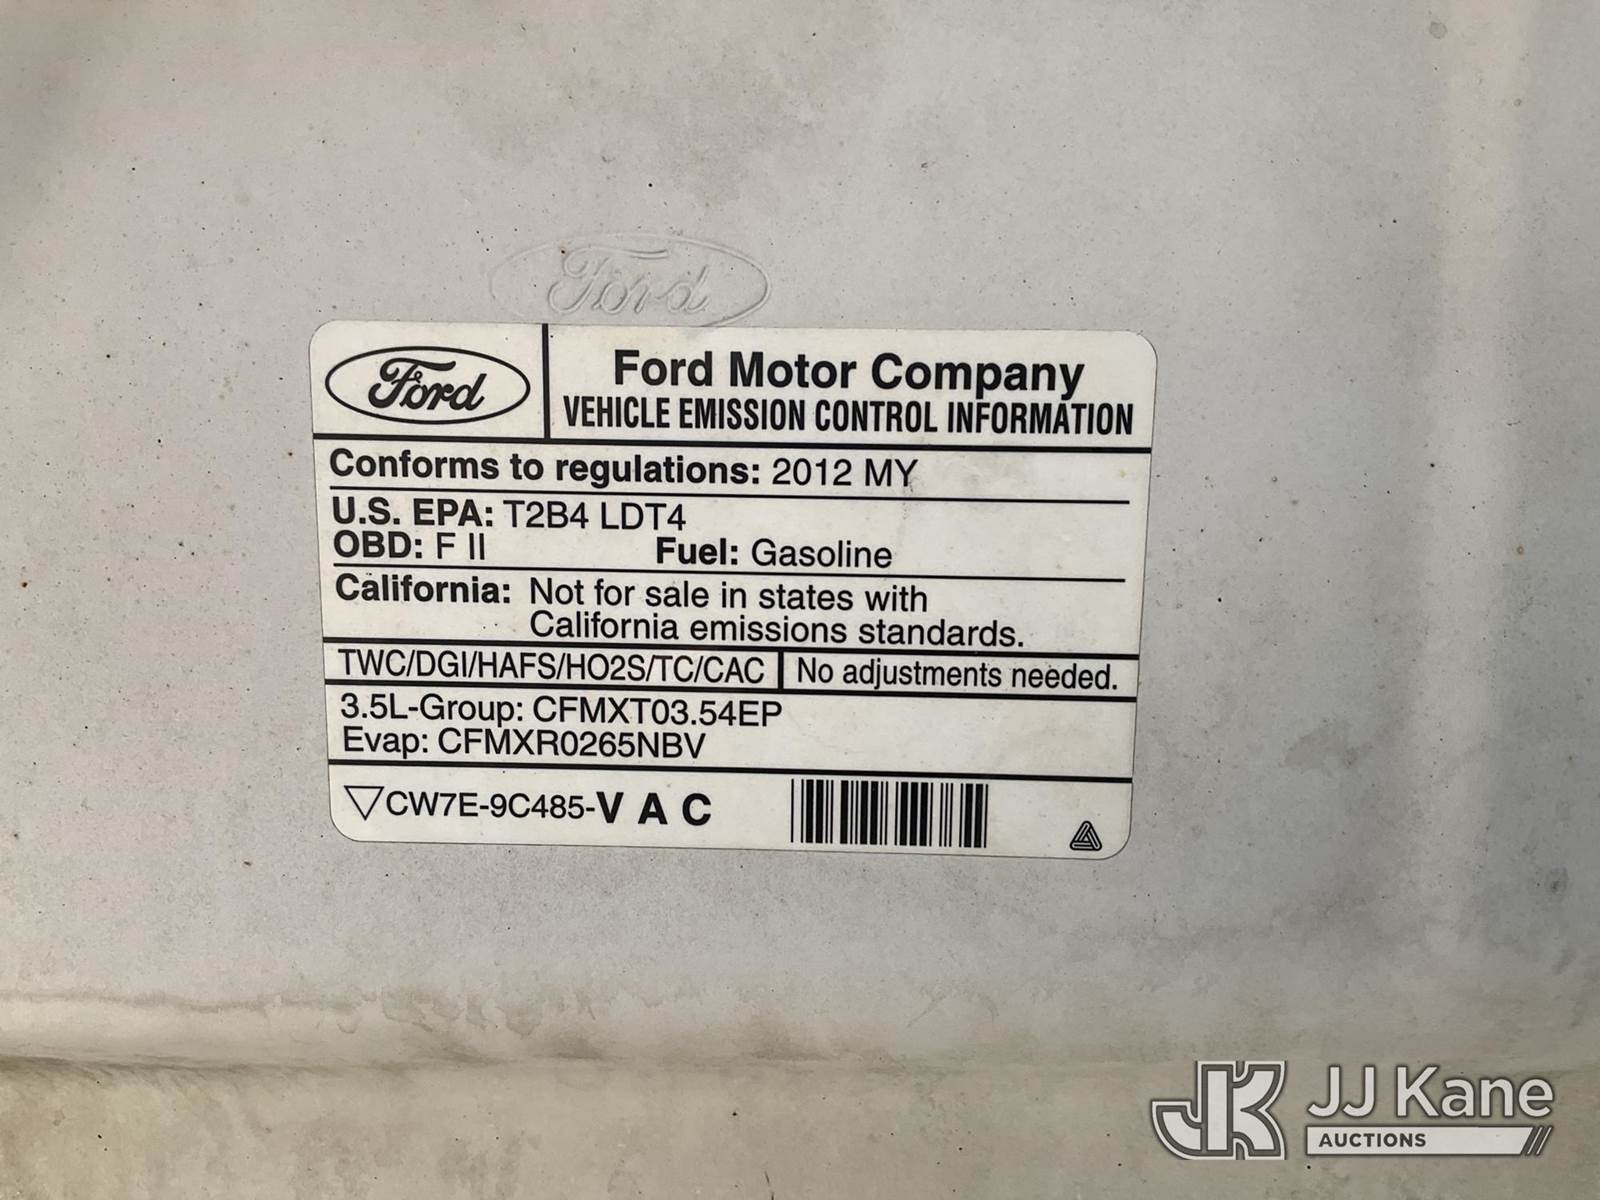 Ford
Ford
Ford Motor Company
VEHICLE EMISSION CONTROL INFORMATION
Conforms to regulations: 2012 MY
U.S. EPA: T2B4 LDT4
OBD: F II Fuel: Gasoline
California: Not for sale in states with
California emissions standards.
TWC/DGI/HAFS/HO2S/TC/CAC No adjustments needed.
3.5L-Group: CFMXT03.54EP
Evap: CFMXR0265NBV
CW7E-9C485-V A C
JK JJ Kane
AUCTIONS